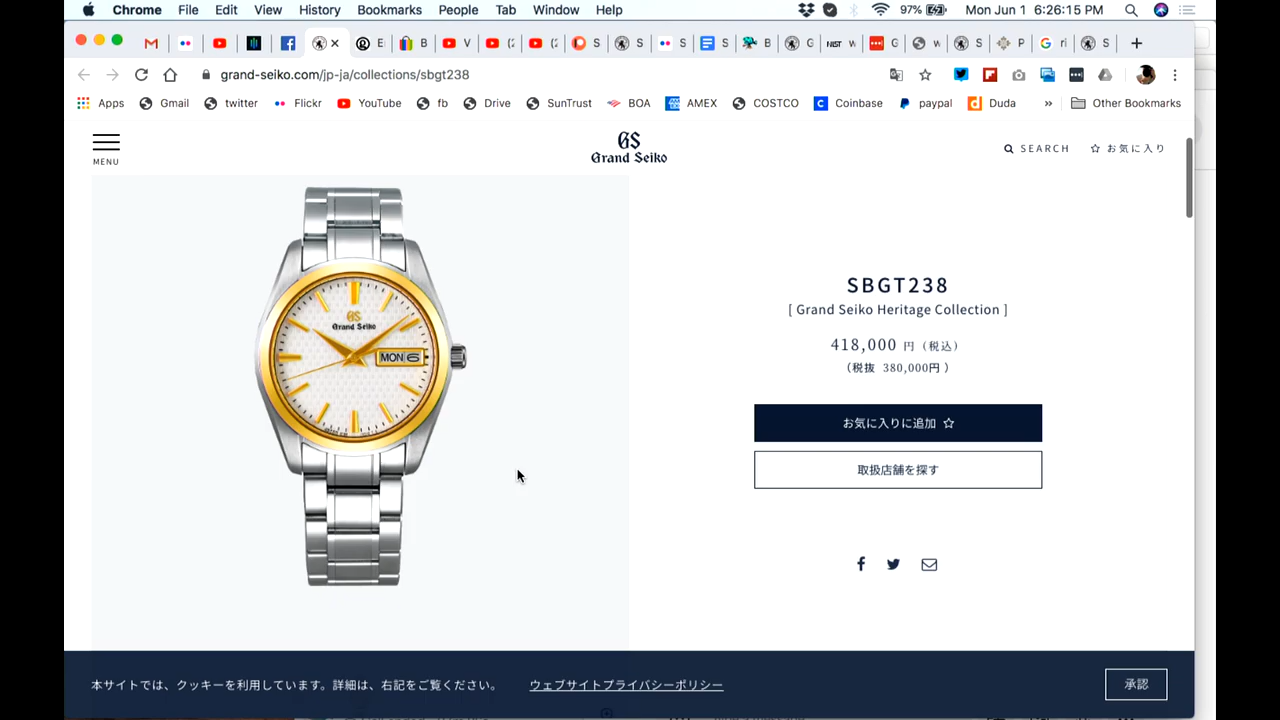 Chrome File Edit View History Bookmarks People Tab Window Help 97% Mon Jun 1 6:26:15 PM
grand-seiko.com/jp-ja/collections/sbgt238
Apps Gmail twitter Flickr YouTube fb Drive SunTrust BOA AMEX COSTCO Coinbase paypal Duda » Other Bookmarks
MENU
GS
Grand Seiko
SEARCH お気に入り
GS
Grand Seiko
MON 6
SBGT238
[ Grand Seiko Heritage Collection ]
418,000 円（税込）
（税抜 380,000円 ）
お気に入りに追加
取扱店舗を探す
本サイトでは、クッキーを利用しています。詳細は、右記をご覧ください。 ウェブサイトプライバシーポリシー 承認